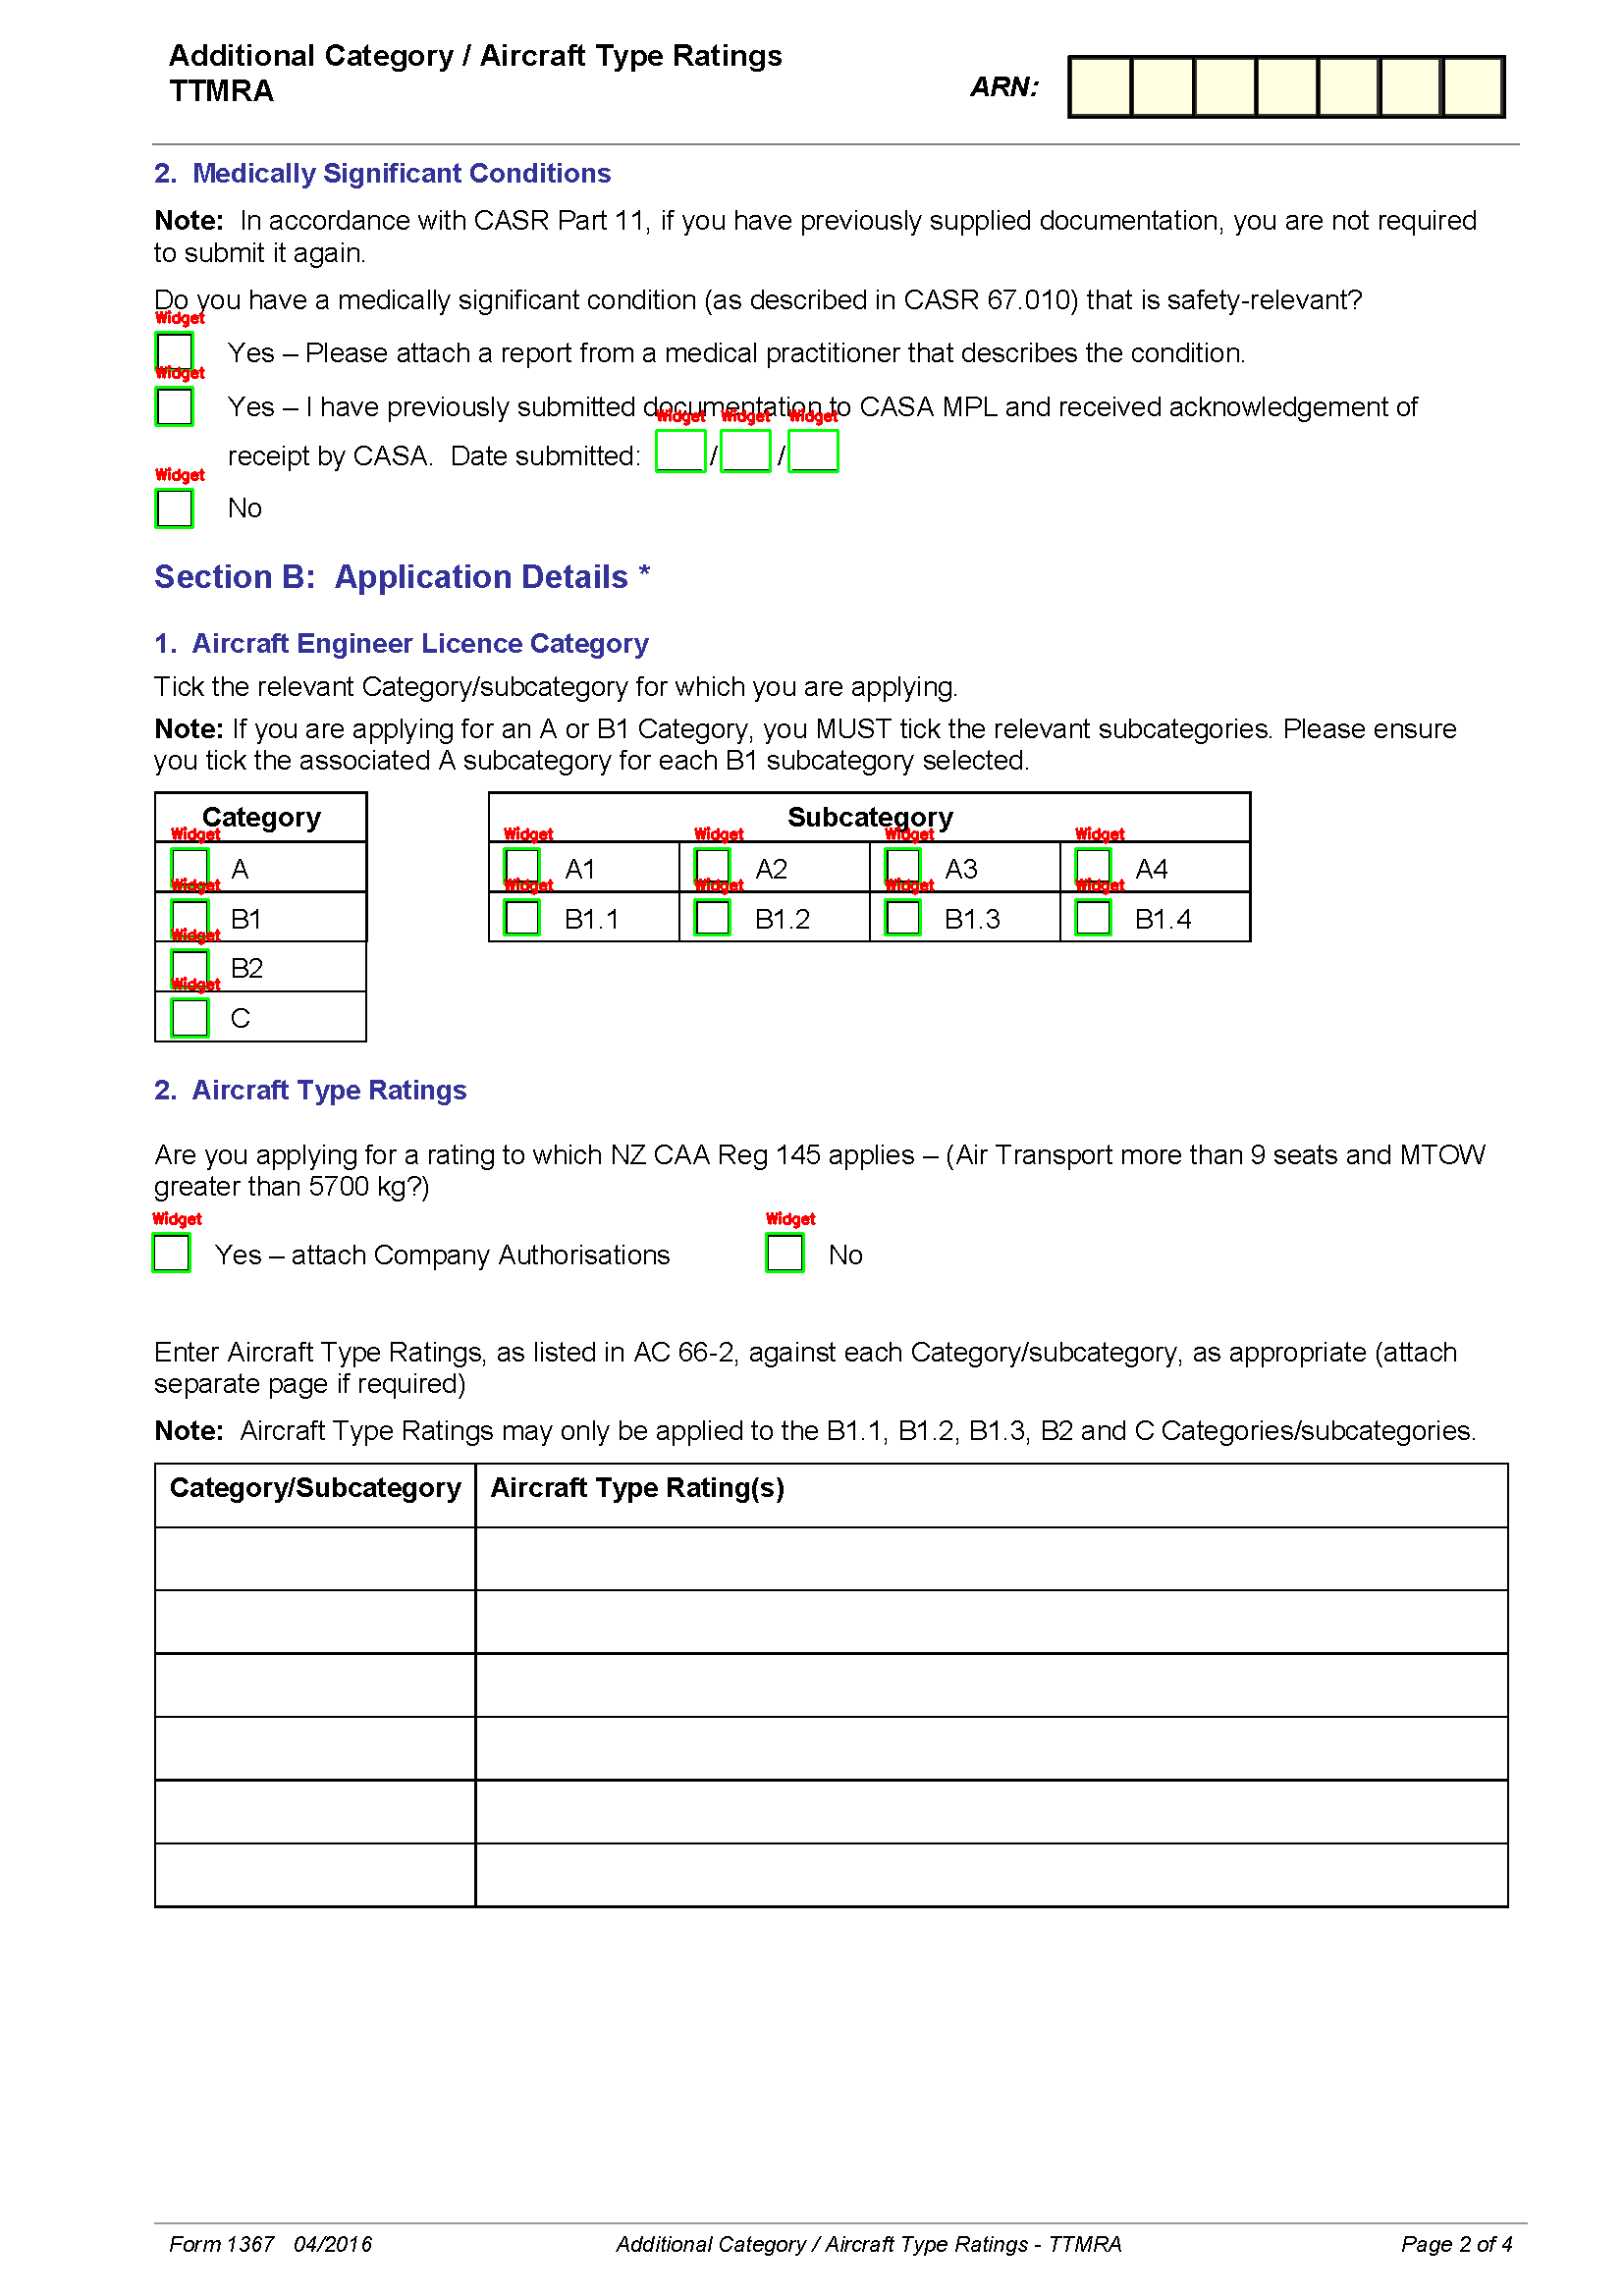 Additional Category / Aircraft Type Ratings
TTMRA
ARN:
2. Medically Significant Conditions
Note: In accordance with CASR Part 11, if you have previously supplied documentation, you are not required
to submit it again.
Do you have a medically significant condition (as described in CASR 67.010) that is safety-relevant?
Widget
Yes – Please attach a report from a medical practitioner that describes the condition.
Widget
Yes – I have previously submitted documentation to CASA MPL and received acknowledgement of
Widget Widget Widget
receipt by CASA. Date submitted: / /
Widget
No
Section B: Application Details *
1. Aircraft Engineer Licence Category
Tick the relevant Category/subcategory for which you are applying.
Note: If you are applying for an A or B1 Category, you MUST tick the relevant subcategories. Please ensure
you tick the associated A subcategory for each B1 subcategory selected.
Category Subcategory
Widget Widget Widget Widget Widget
A A1 A2 A3 A4
Widget Widget Widget Widget Widget
B1 B1.1 B1.2 B1.3 B1.4
Widget
B2
Widget
C
2. Aircraft Type Ratings
Are you applying for a rating to which NZ CAA Reg 145 applies – (Air Transport more than 9 seats and MTOW
greater than 5700 kg?)
Widget Widget
Yes – attach Company Authorisations No
Enter Aircraft Type Ratings, as listed in AC 66-2, against each Category/subcategory, as appropriate (attach
separate page if required)
Note: Aircraft Type Ratings may only be applied to the B1.1, B1.2, B1.3, B2 and C Categories/subcategories.
Category/Subcategory Aircraft Type Rating(s)
Form 1367 04/2016 Additional Category / Aircraft Type Ratings - TTMRA Page 2 of 4